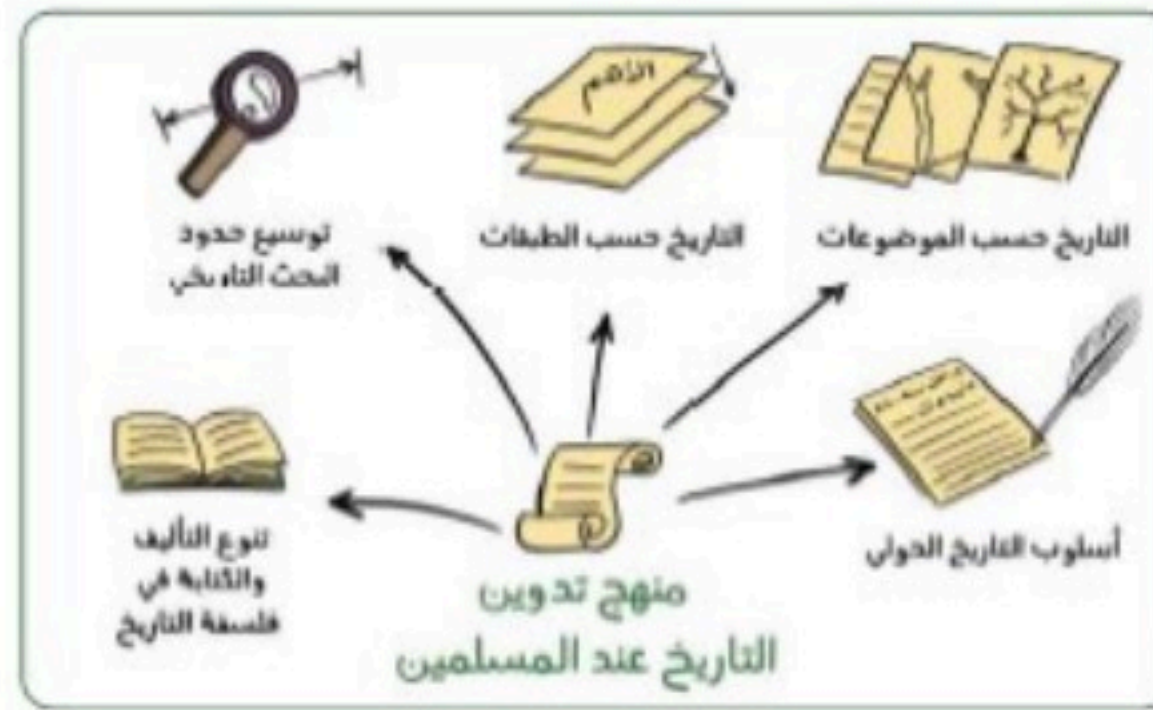 التاريخ حسب الموضوعات
الأهم
التاريخ حسب الطبقات
توسيع حدود
البحث التاريخي
أسلوب التاريخ الحولي
تنوع التأليف
والكتابة في
فلسفة التاريخ
منهج تدوين
التاريخ عند المسلمين